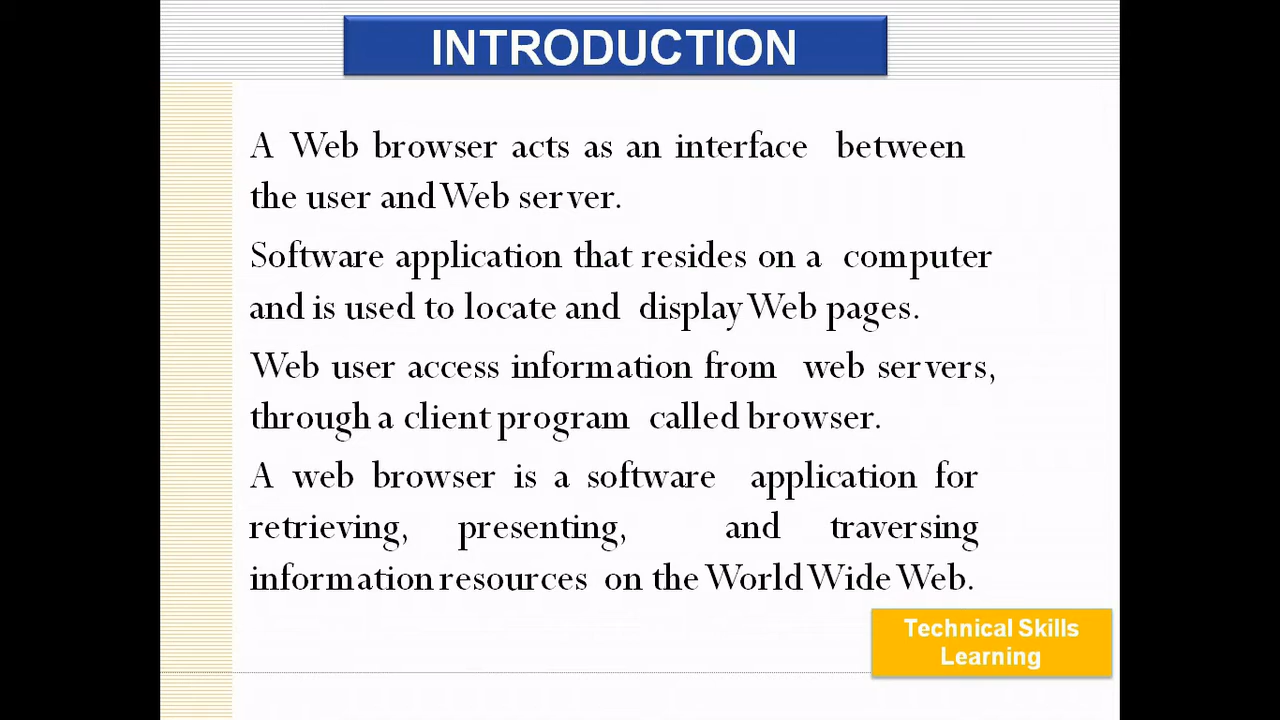 INTRODUCTION
A Web browser acts as an interface between
the user and Web server.
Software application that resides on a computer
and is used to locate and display Web pages.
Web user access information from web servers,
through a client program called browser.
A web browser is a software application for
retrieving, presenting, and traversing
information resources on the World Wide Web.
Technical Skills
Learning